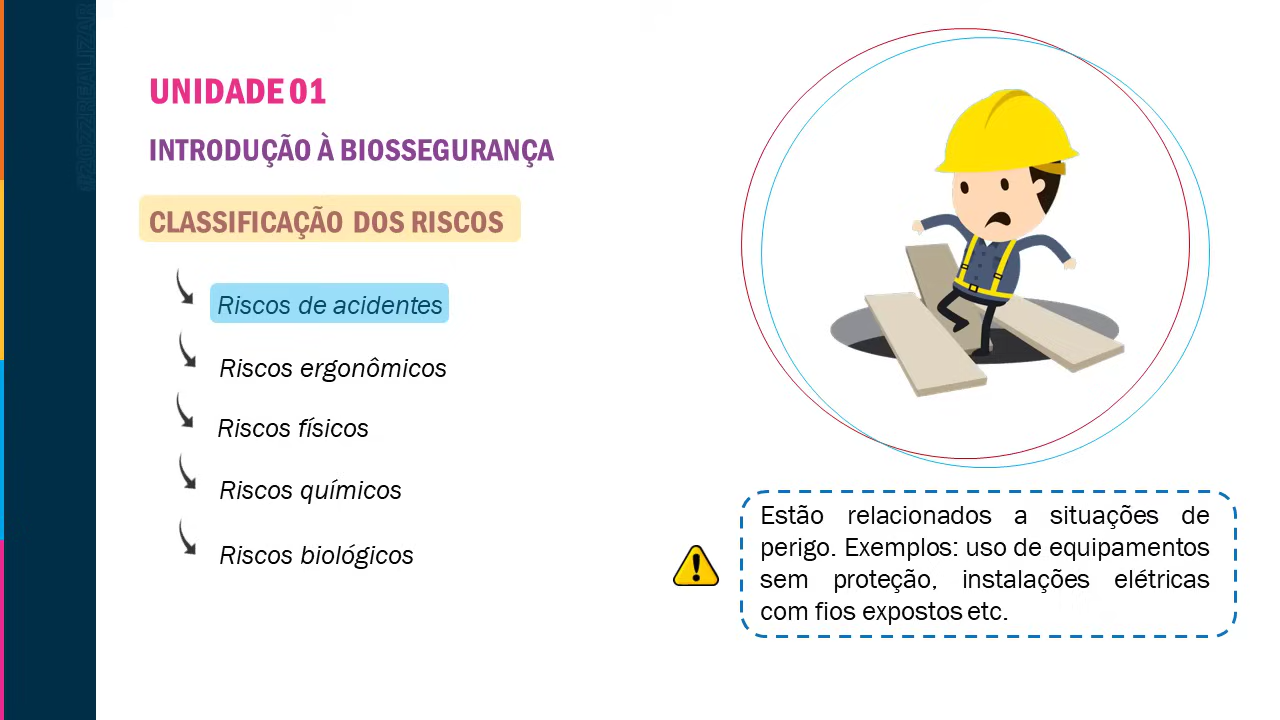 UNIDADE 01
INTRODUÇÃO À BIOSSEGURANÇA
CLASSIFICAÇÃO DOS RISCOS
Riscos de acidentes
Riscos ergonômicos
Riscos físicos
Riscos químicos
Riscos biológicos
Estão relacionados a situações de
perigo. Exemplos: uso de equipamentos
sem proteção, instalações elétricas
com fios expostos etc.